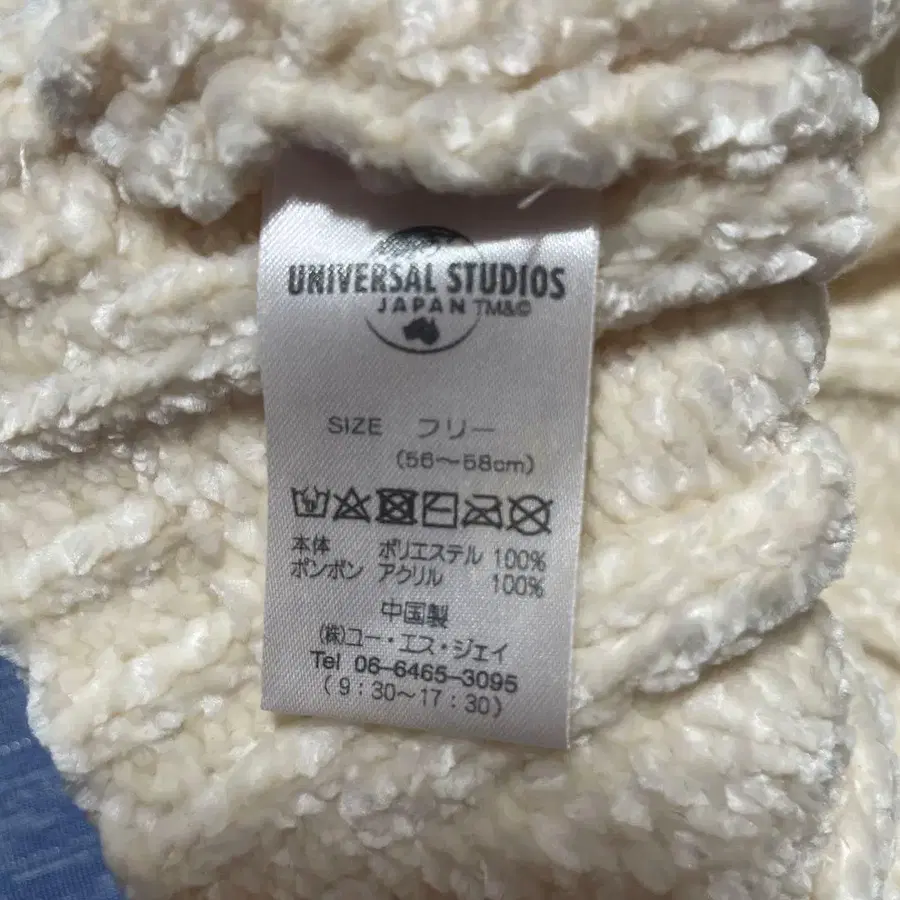 UNIVERSAL STUDIOS
JAPAN TM&©
SIZE フリー
(56～58cm)
本体 ポリエステル 100%
ポンポン アクリル 100%
中国製
(株)ユー・エス・ジェイ
Tel 06-6465-3095
(9:30～17:30)